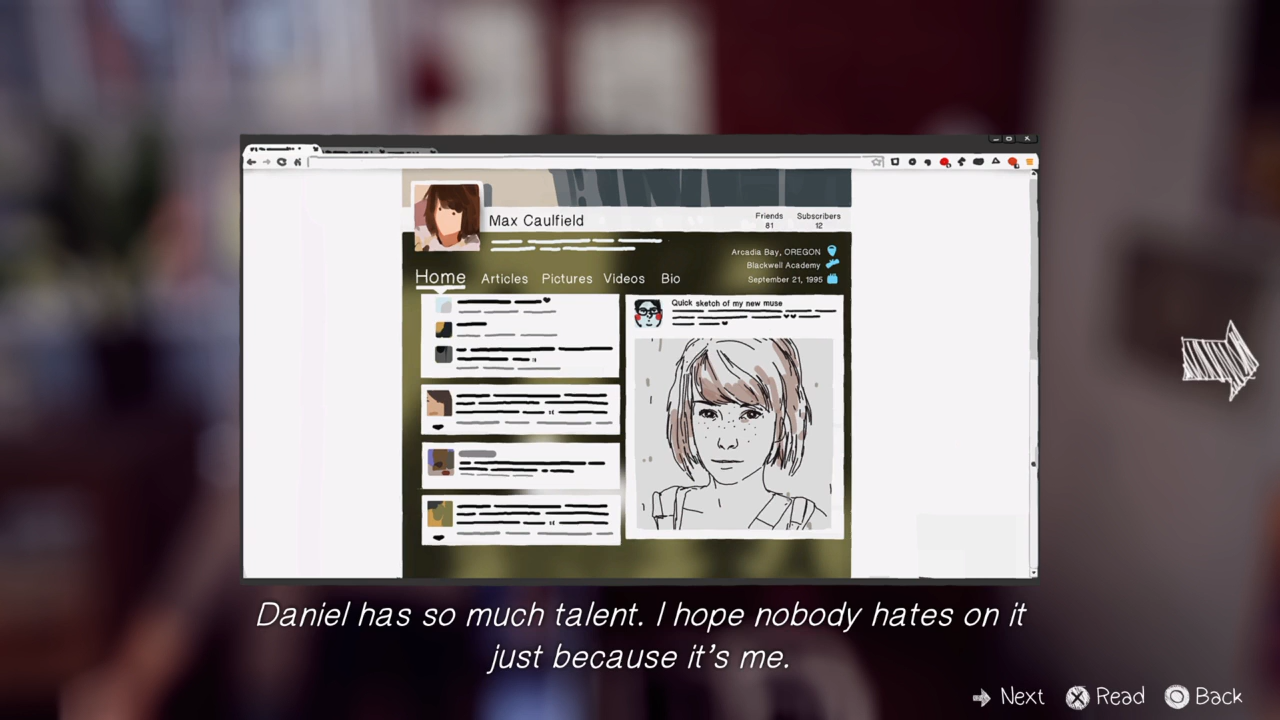 Max Caulfield
Friends
81
Subscribers
12
Arcadia Bay, OREGON
Blackwell Academy
September 21, 1995
Home Articles Pictures Videos Bio
Quick sketch of my new muse
Daniel has so much talent. I hope nobody hates on it
just because it's me.
Next Read Back